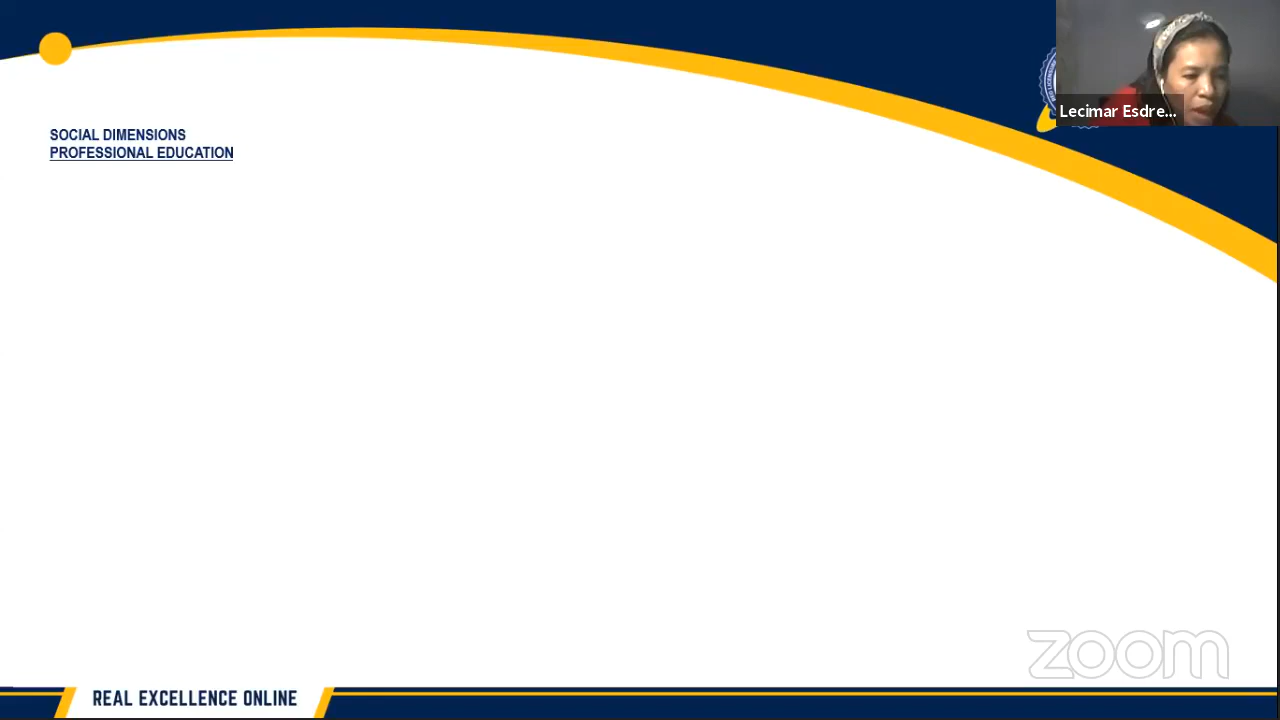 SOCIAL DIMENSIONS
PROFESSIONAL EDUCATION
Lecimar Esdre...
zoom
REAL EXCELLENCE ONLINE